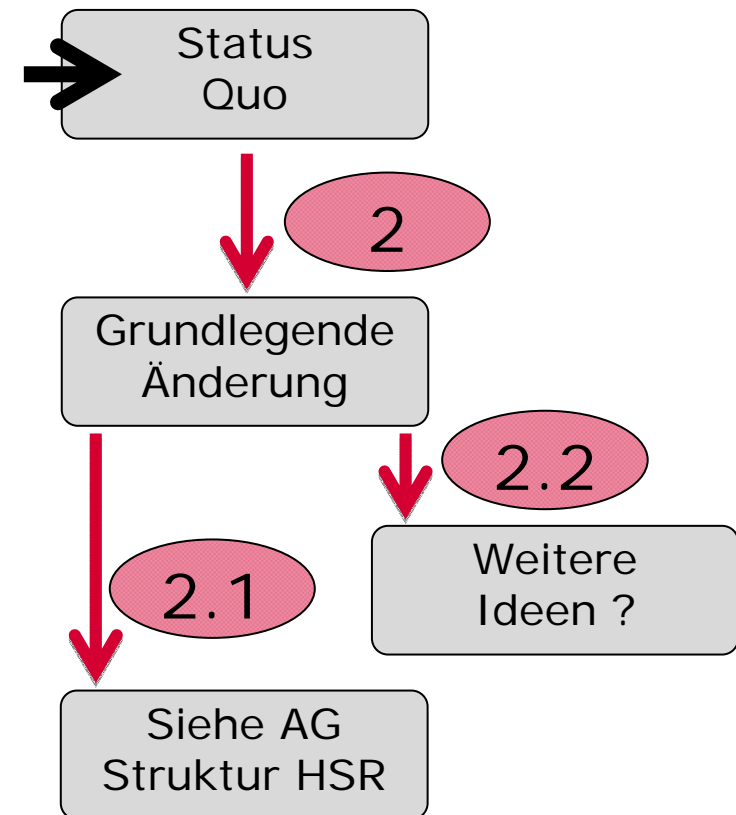 Status
Quo
2
Grundlegende
Änderung
2.2
Weitere
Ideen ?
2.1
Siehe AG
Struktur HSR